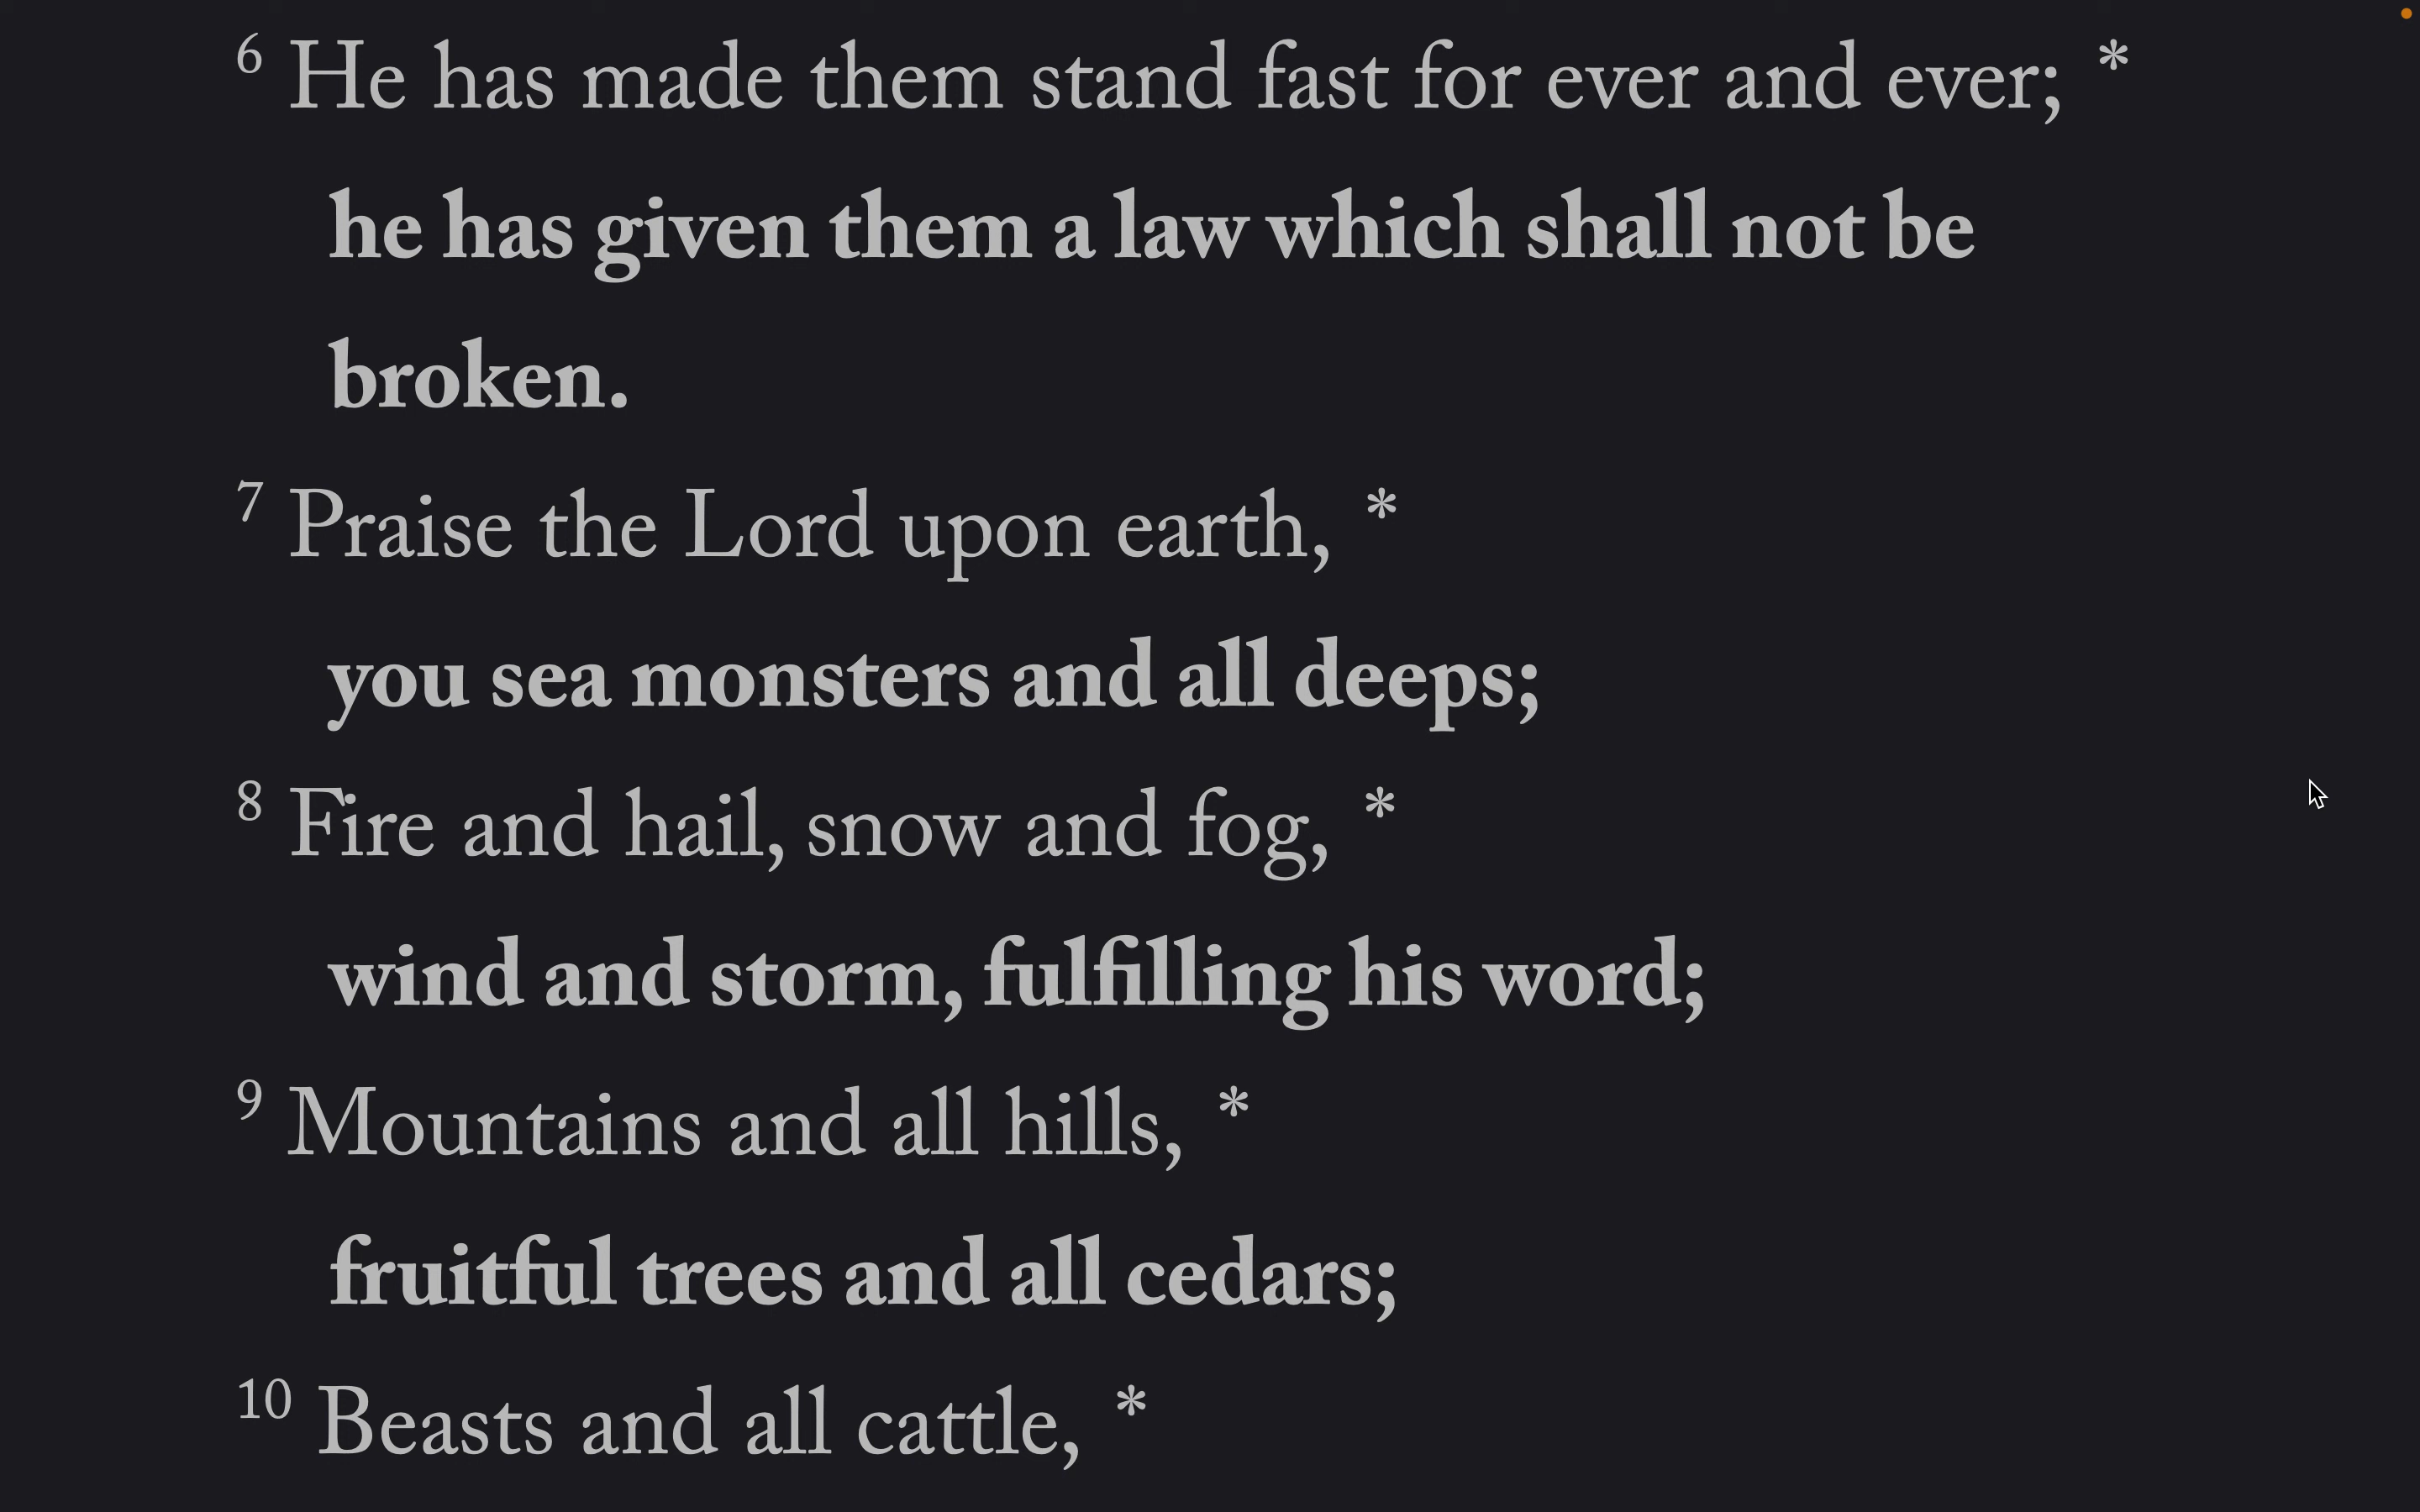 6 He has made them stand fast for ever and ever; *
he has given them a law which shall not be
broken.
7 Praise the Lord upon earth, *
you sea monsters and all deeps;
8 Fire and hail, snow and fog, *
wind and storm, fulfilling his word;
9 Mountains and all hills, *
fruitful trees and all cedars;
10 Beasts and all cattle, *